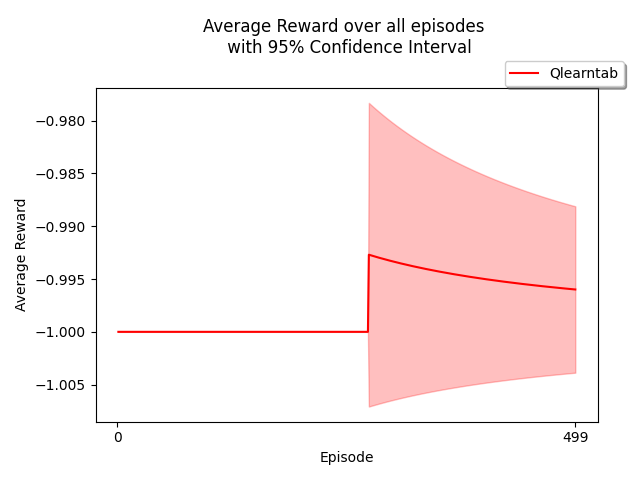 Average Reward over all episodes
with 95% Confidence Interval
Qlearntab
−0.980
−0.985
−0.990
−0.995
−1.000
−1.005
Average Reward
0
499
Episode